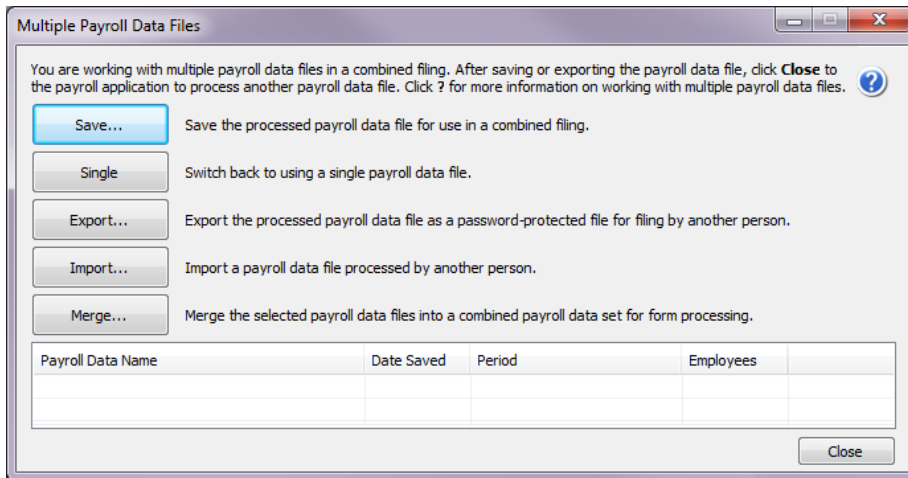 Multiple Payroll Data Files
You are working with multiple payroll data files in a combined filing. After saving or exporting the payroll data file, click Close to
the payroll application to process another payroll data file. Click ? for more information on working with multiple payroll data files.
?
Save... Save the processed payroll data file for use in a combined filing.
Single Switch back to using a single payroll data file.
Export... Export the processed payroll data file as a password-protected file for filing by another person.
Import... Import a payroll data file processed by another person.
Merge... Merge the selected payroll data files into a combined payroll data set for form processing.
Payroll Data Name Date Saved Period Employees
Close